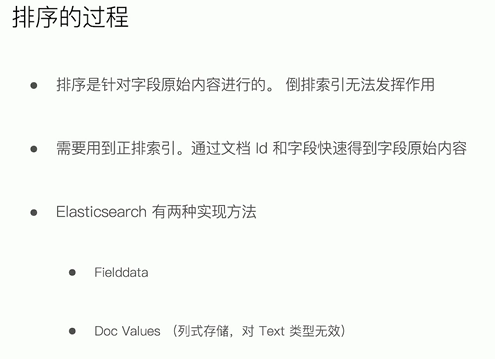 排序的过程
• 排序是针对字段原始内容进行的。 倒排索引无法发挥作用
• 需要用到正排索引。通过文档 Id 和字段快速得到字段原始内容
• Elasticsearch 有两种实现方法
• Fielddata
• Doc Values （列式存储，对 Text 类型无效）